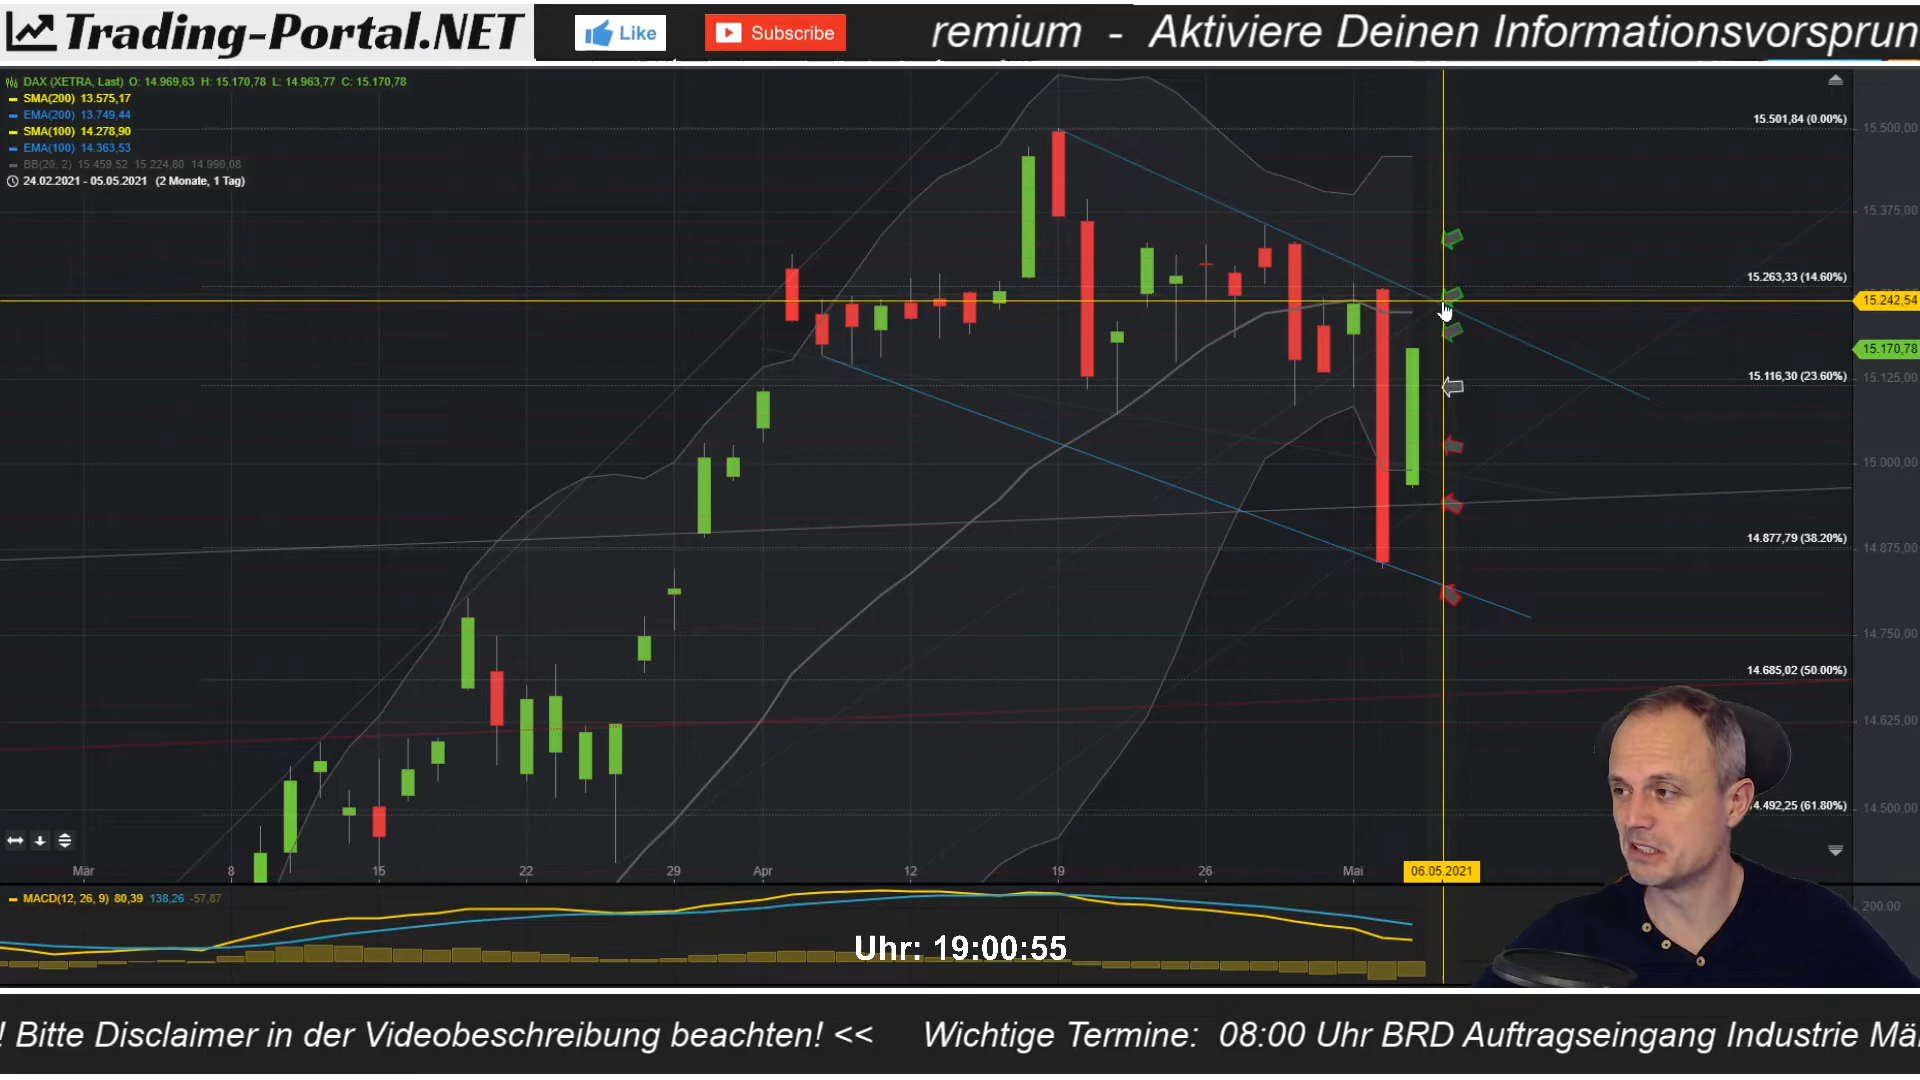 Trading-Portal.NET
Like
Subscribe
remium - Aktiviere Deinen Informationsvorsprun
DAX (XETRA, Last) O: 14.969,63 H: 15.170,78 L: 14.963,77 C: 15.170,78
SMA(200) 13.575,17
EMA(200) 13.749,44
SMA(100) 14.278,90
EMA(100) 14.363,53
BB(20, 2) 15.459,52 15.224,80 14.990,08
24.02.2021 - 05.05.2021 (2 Monate, 1 Tag)
15.501,84 (0.00%)
15.500,00
15.375,00
15.263,33 (14.60%)
15.242,54
15.170,78
15.116,30 (23.60%)
15.125,00
15.000,00
14.877,79 (38.20%)
14.875,00
14.750,00
14.685,02 (50.00%)
14.625,00
14.492,25 (61.80%)
14.500,00
Mär 8 15 22 29 Apr 12 19 26 Mai 06.05.2021
MACD(12, 26, 9) 80,39 138,26 -57,87
200.00
Uhr: 19:00:55
! Bitte Disclaimer in der Videobeschreibung beachten! << Wichtige Termine: 08:00 Uhr BRD Auftragseingang Industrie Mä